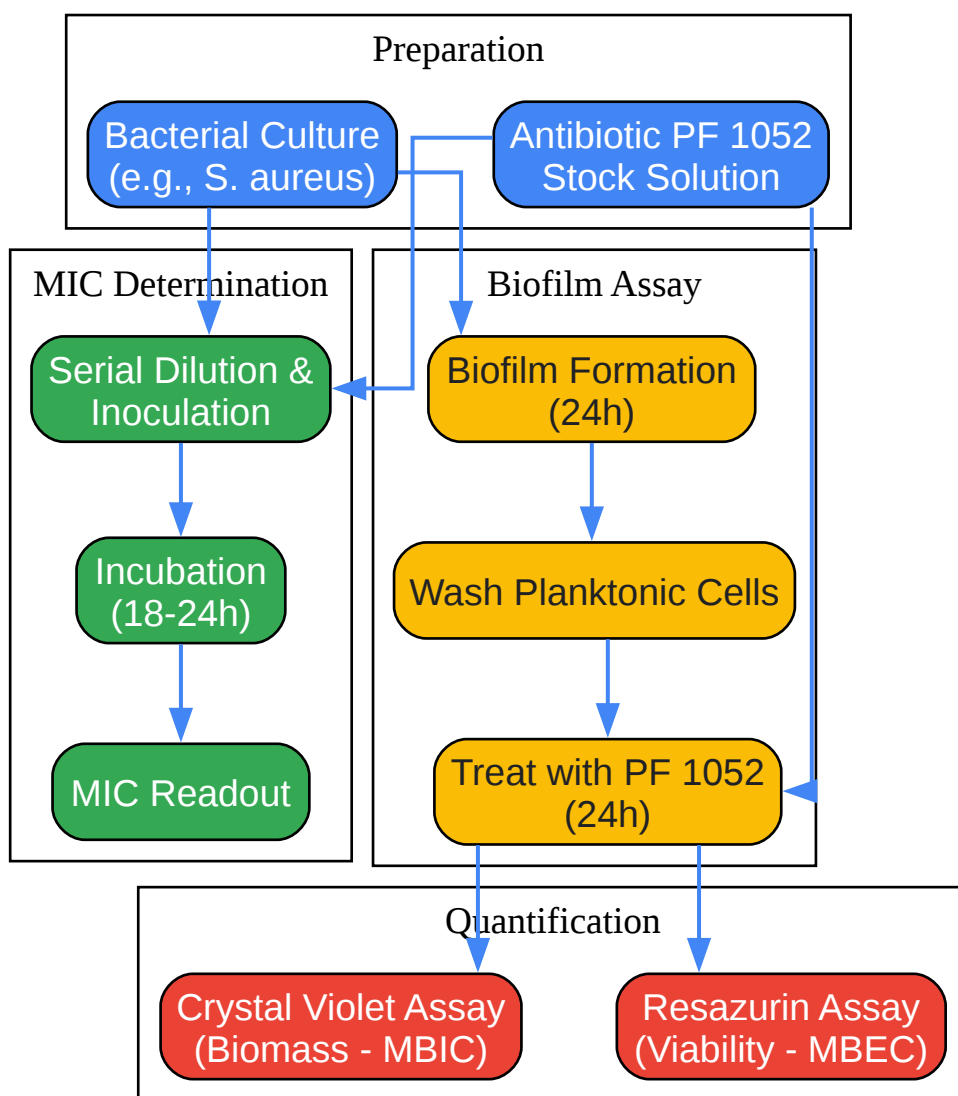 Preparation
Bacterial Culture
(e.g., S. aureus)
Antibiotic PF 1052
Stock Solution
MIC Determination
Serial Dilution &
Inoculation
Incubation
(18-24h)
MIC Readout
Biofilm Assay
Biofilm Formation
(24h)
Wash Planktonic Cells
Treat with PF 1052
(24h)
Quantification
Crystal Violet Assay
(Biomass - MBIC)
Resazurin Assay
(Viability - MBEC)